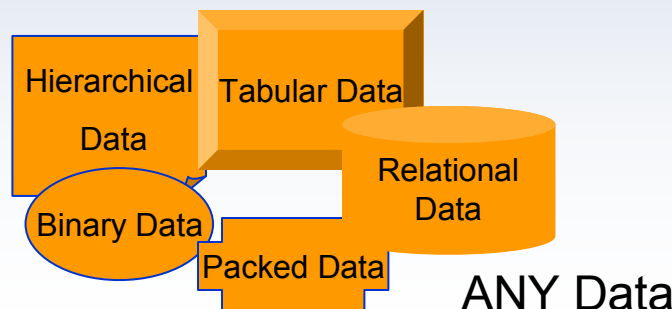 Hierarchical
Data
Tabular Data
Relational
Data
Binary Data
Packed Data
ANY Data